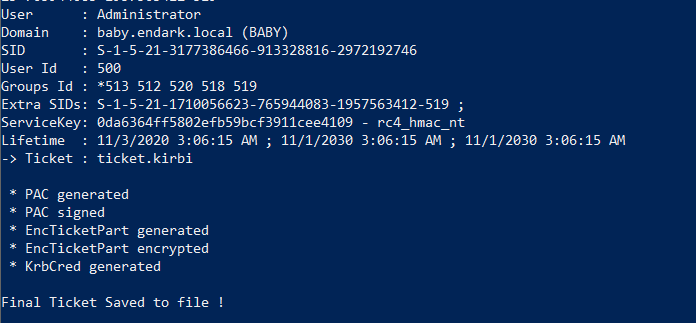 User      : Administrator
Domain    : baby.endark.local (BABY)
SID       : S-1-5-21-3177386466-913328816-2972192746
User Id   : 500
Groups Id : *513 512 520 518 519
Extra SIDs: S-1-5-21-1710056623-765944083-1957563412-519 ;
ServiceKey: 0da6364ff5802efb59bcf3911cee4109 - rc4_hmac_nt
Lifetime  : 11/3/2020 3:06:15 AM ; 11/1/2030 3:06:15 AM ; 11/1/2030 3:06:15 AM
-> Ticket : ticket.kirbi
* PAC generated
* PAC signed
* EncTicketPart generated
* EncTicketPart encrypted
* KrbCred generated
Final Ticket Saved to file !